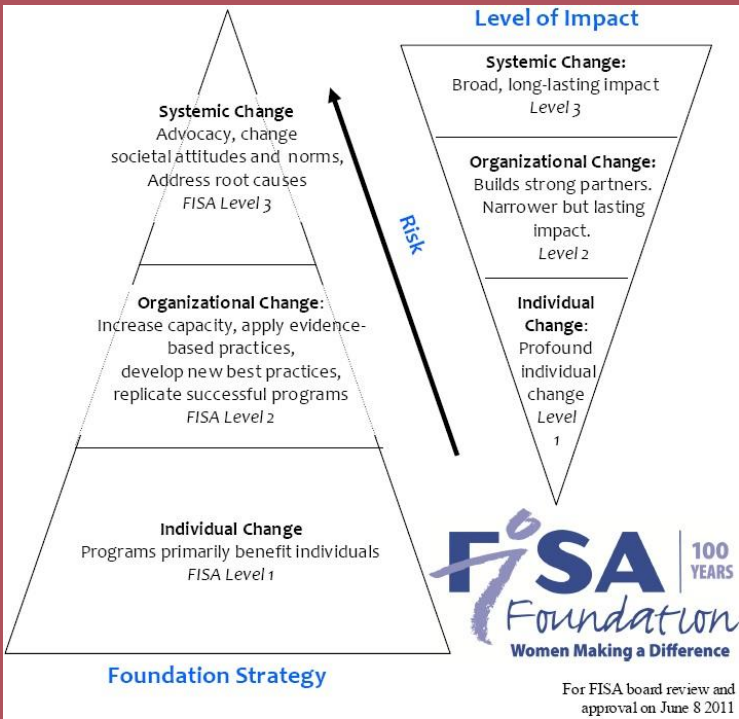 Systemic Change
Advocacy, change
societal attitudes and norms,
Address root causes
FISA Level 3
Organizational Change:
Increase capacity, apply evidence-
based practices,
develop new best practices,
replicate successful programs
FISA Level 2
Individual Change
Programs primarily benefit individuals
FISA Level 1
Foundation Strategy
Risk
Level of Impact
Systemic Change:
Broad, long-lasting impact
Level 3
Organizational Change:
Builds strong partners.
Narrower but lasting
impact.
Level 2
Individual
Change:
Profound
individual
change
Level
1
FISA
100
YEARS
Foundation
Women Making a Difference
For FISA board review and
approval on June 8 2011